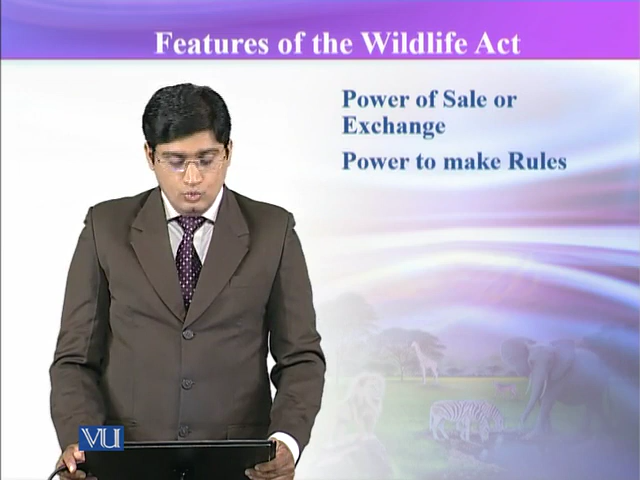 Features of the Wildlife Act
Power of Sale or
Exchange
Power to make Rules
VU